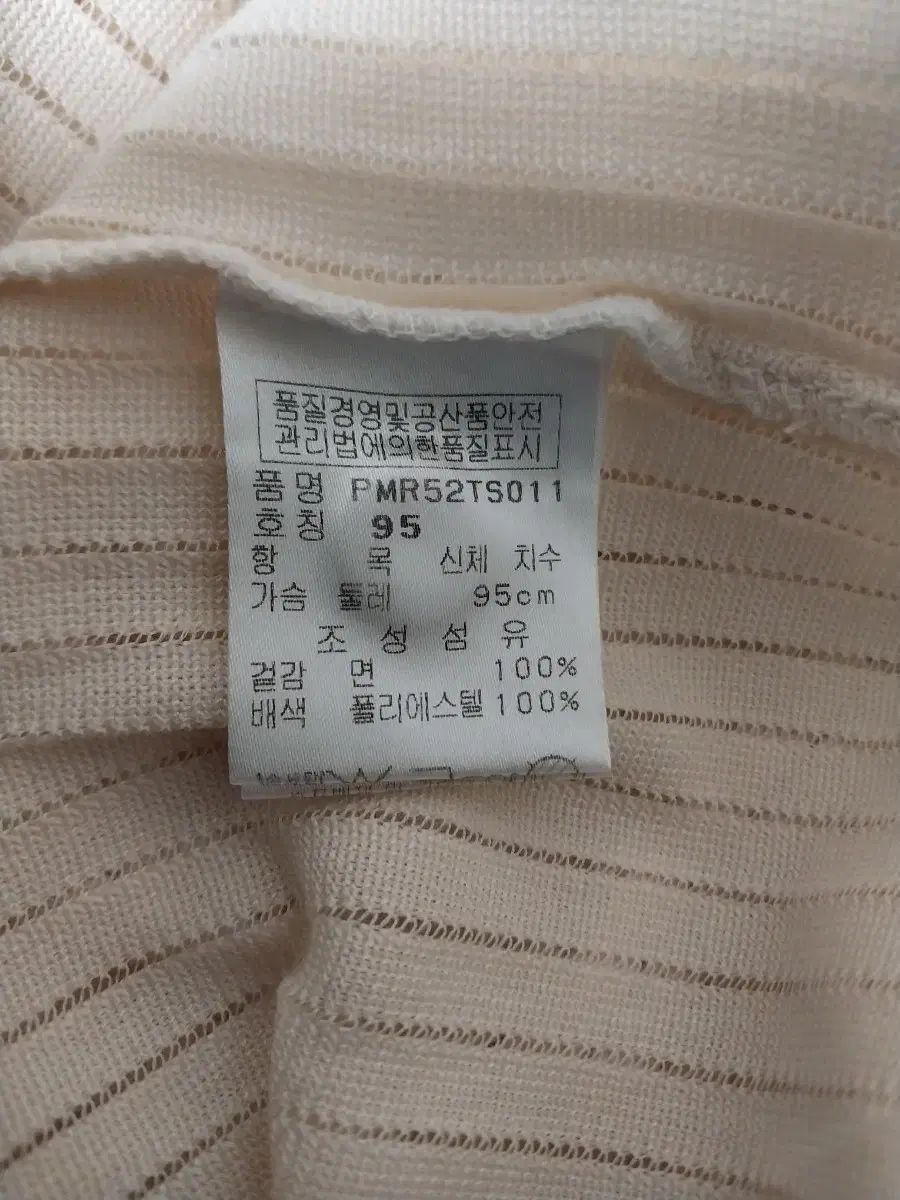 품질경영및공산품안전
관리법에의한품질표시
품 명 PMR52TS011
호 칭 95
항 목 신체 치수
가슴 둘레 95cm
조 성 섬 유
겉감 면 100%
배색 폴리에스텔 100%